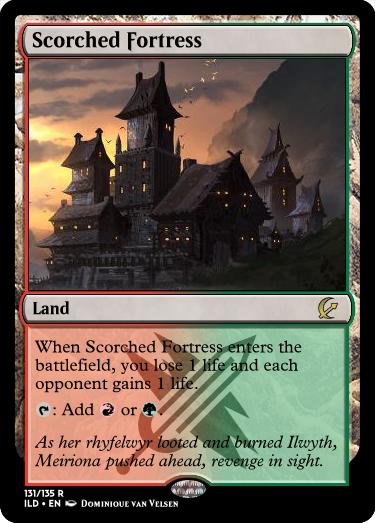 Scorched Fortress
Land
When Scorched Fortress enters the
battlefield, you lose 1 life and each
opponent gains 1 life.
: Add or .
As her rhyfelwyr looted and burned Ilwyth,
Meiriona pushed ahead, revenge in sight.
131/135 R
ILD • EN Dominique van Velsen